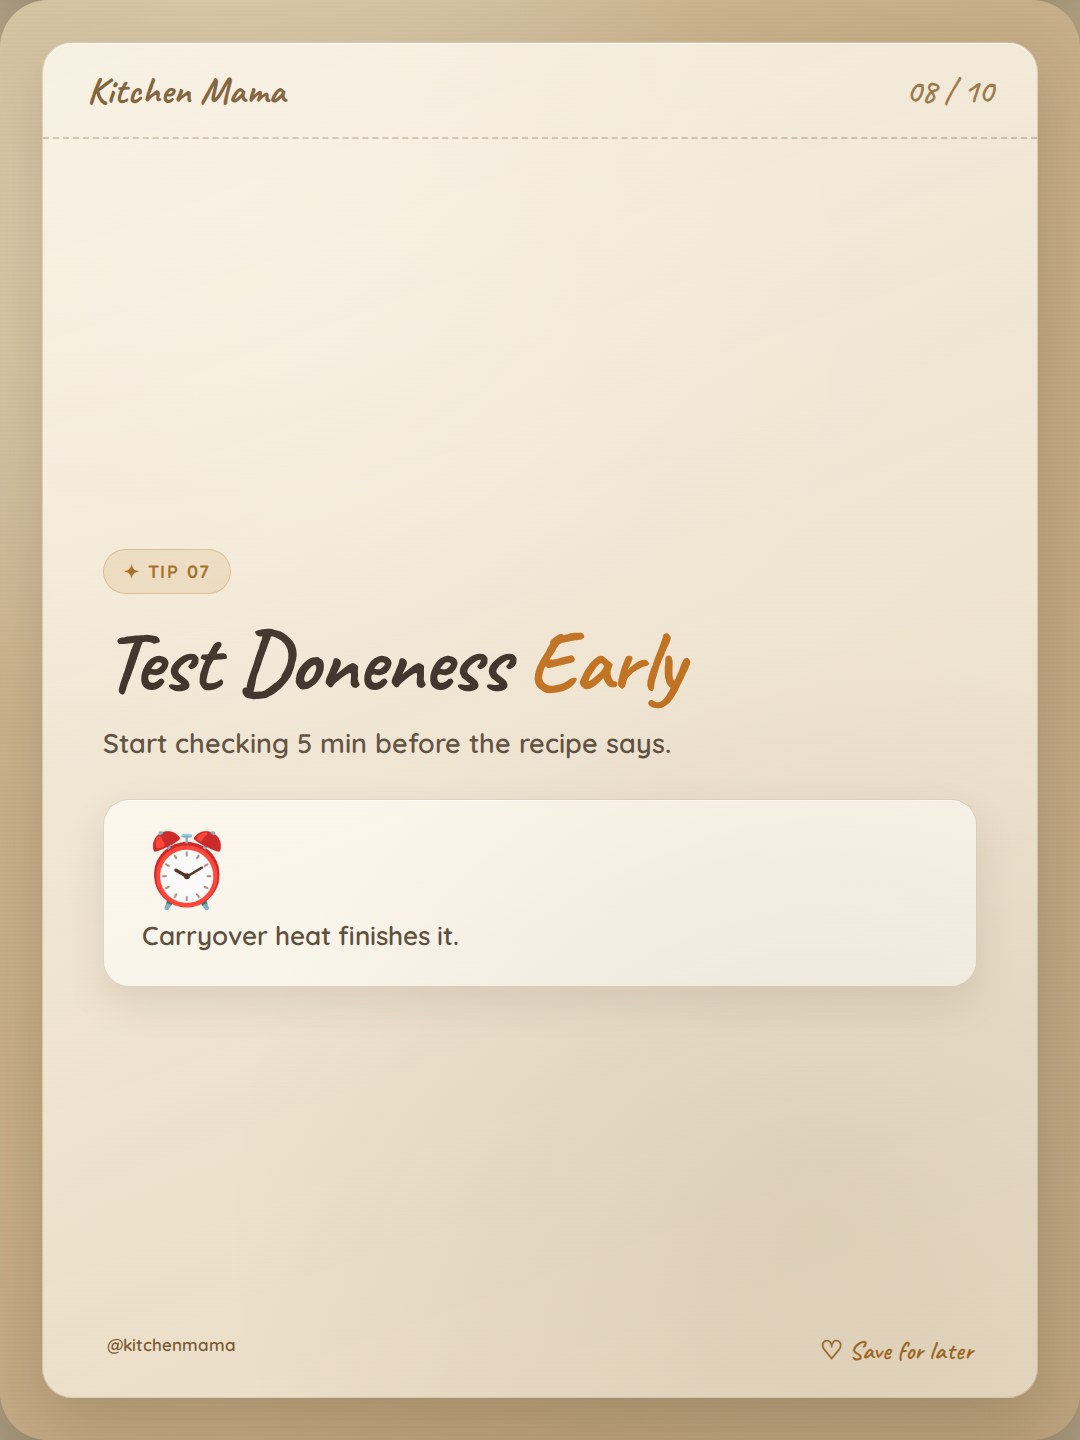 Kitchen Mama
08 / 10
✦ TIP 07
Test Doneness Early
Start checking 5 min before the recipe says.
Carryover heat finishes it.
@kitchenmama
♡ Save for later